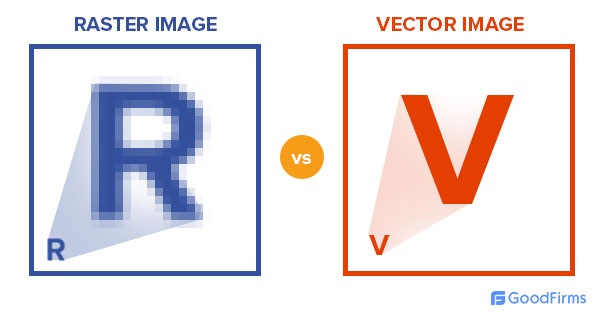 RASTER IMAGE
VECTOR IMAGE
R
R
vs
V
V
GoodFirms